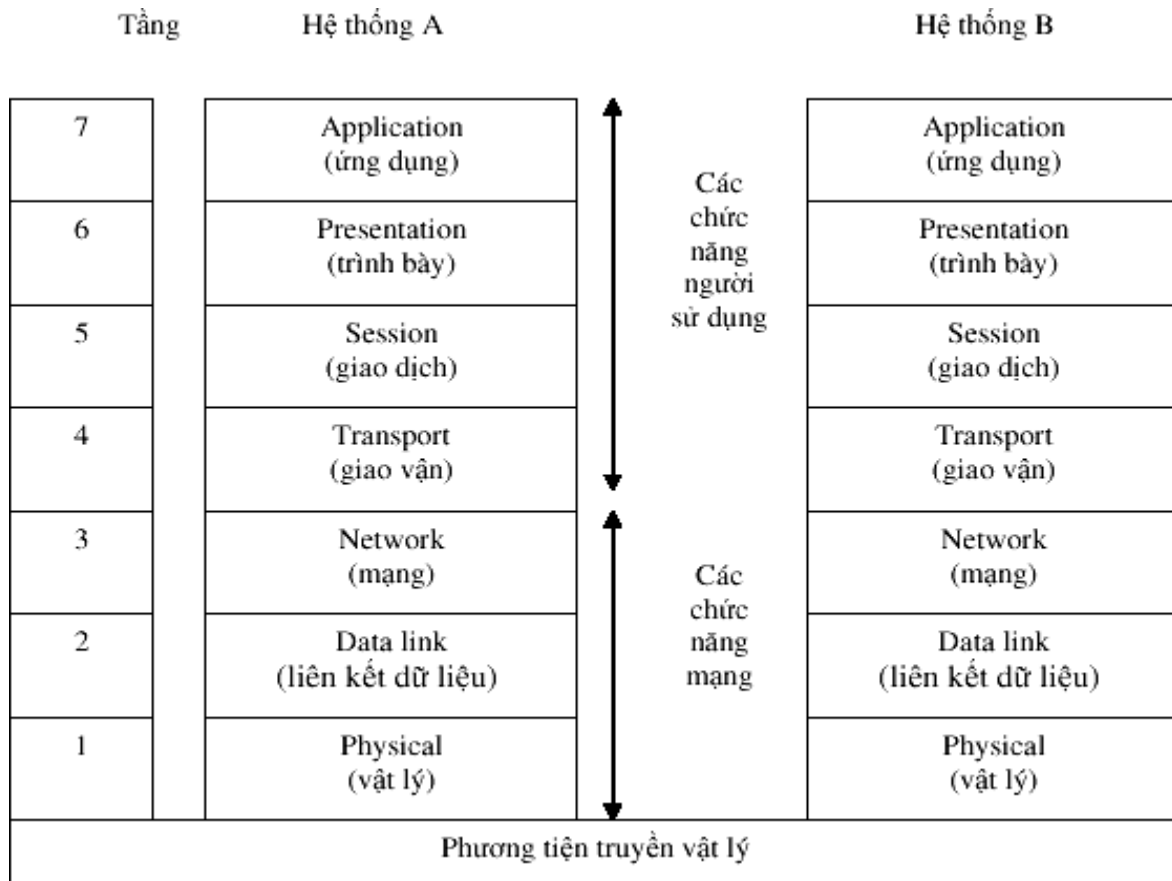 Tầng Hệ thống A Hệ thống B
7
Application
(ứng dụng)
Application
(ứng dụng)
6
Presentation
(trình bày)
Presentation
(trình bày)
Các
chức
năng
người
sử dụng
5
Session
(giao dịch)
Session
(giao dịch)
4
Transport
(giao vận)
Transport
(giao vận)
3
Network
(mạng)
Network
(mạng)
Các
chức
năng
mạng
2
Data link
(liên kết dữ liệu)
Data link
(liên kết dữ liệu)
1
Physical
(vật lý)
Physical
(vật lý)
Phương tiện truyền vật lý